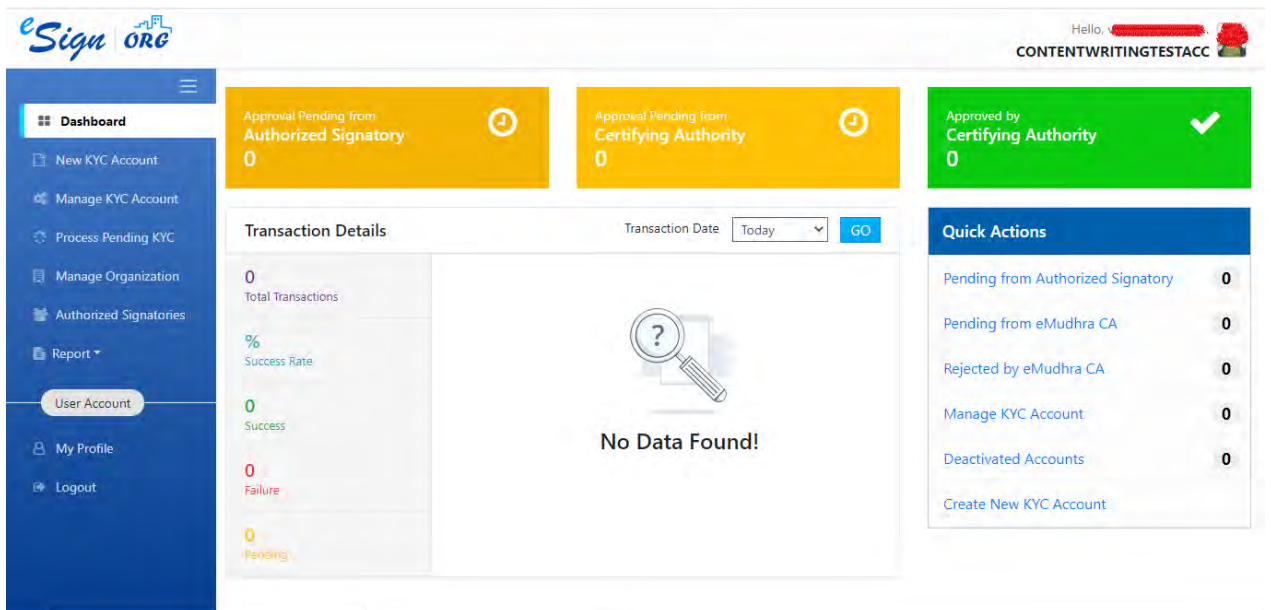 eSign ORG
Hello,
CONTENTWRITINGTESTACC
Dashboard
New KYC Account
Manage KYC Account
Process Pending KYC
Manage Organization
Authorized Signatories
Report
User Account
My Profile
Logout
Approval Pending from
Authorized Signatory
0
Approval Pending from
Certifying Authority
0
Approved by
Certifying Authority
0
Transaction Details
Transaction Date Today GO
0
Total Transactions
%
Success Rate
0
Success
0
Failure
0
Pending
?
No Data Found!
Quick Actions
Pending from Authorized Signatory 0
Pending from eMudhra CA 0
Rejected by eMudhra CA 0
Manage KYC Account 0
Deactivated Accounts 0
Create New KYC Account